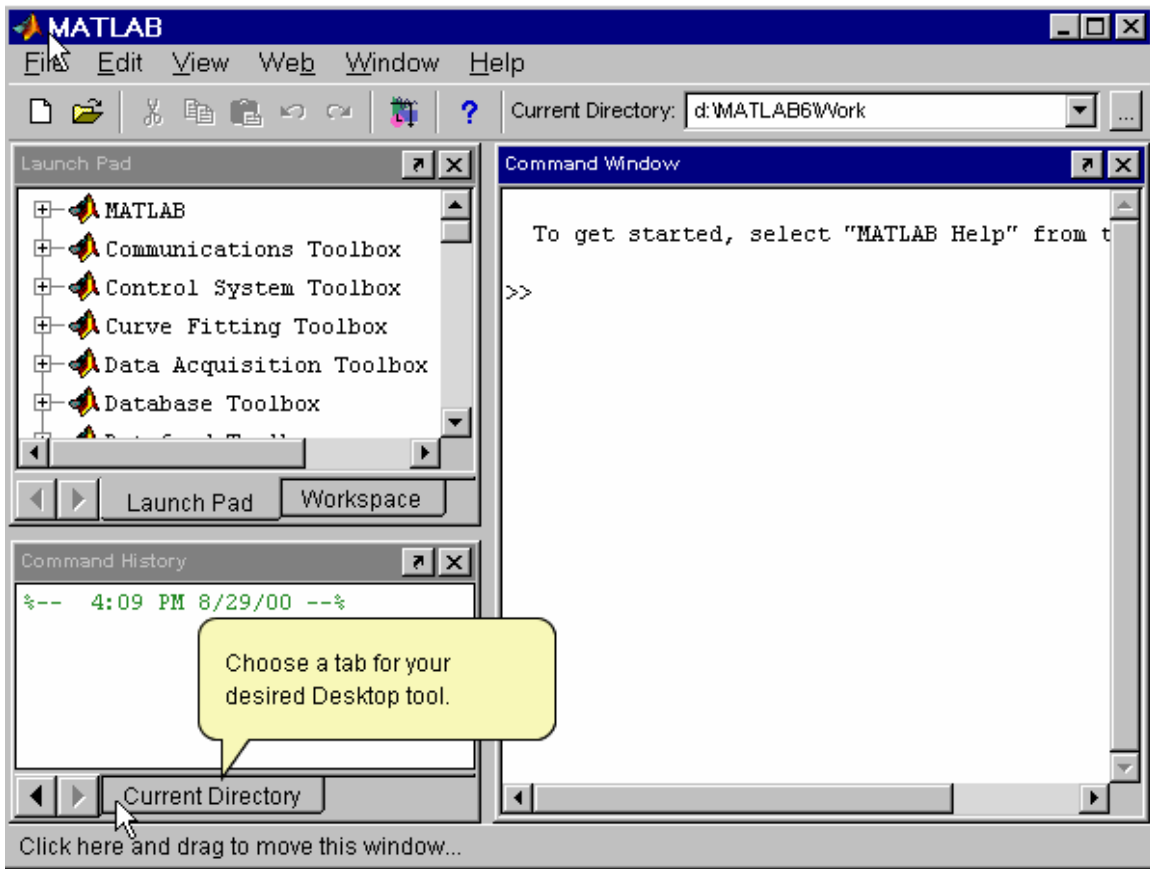 MATLAB
File Edit View Web Window Help
? Current Directory: d:\MATLAB6\Work ...
Launch Pad
MATLAB
Communications Toolbox
Control System Toolbox
Curve Fitting Toolbox
Data Acquisition Toolbox
Database Toolbox
Launch Pad Workspace
Command History
%-- 4:09 PM 8/29/00 --%
Choose a tab for your
desired Desktop tool.
Current Directory
Command Window
To get started, select "MATLAB Help" from t
>>
Click here and drag to move this window...